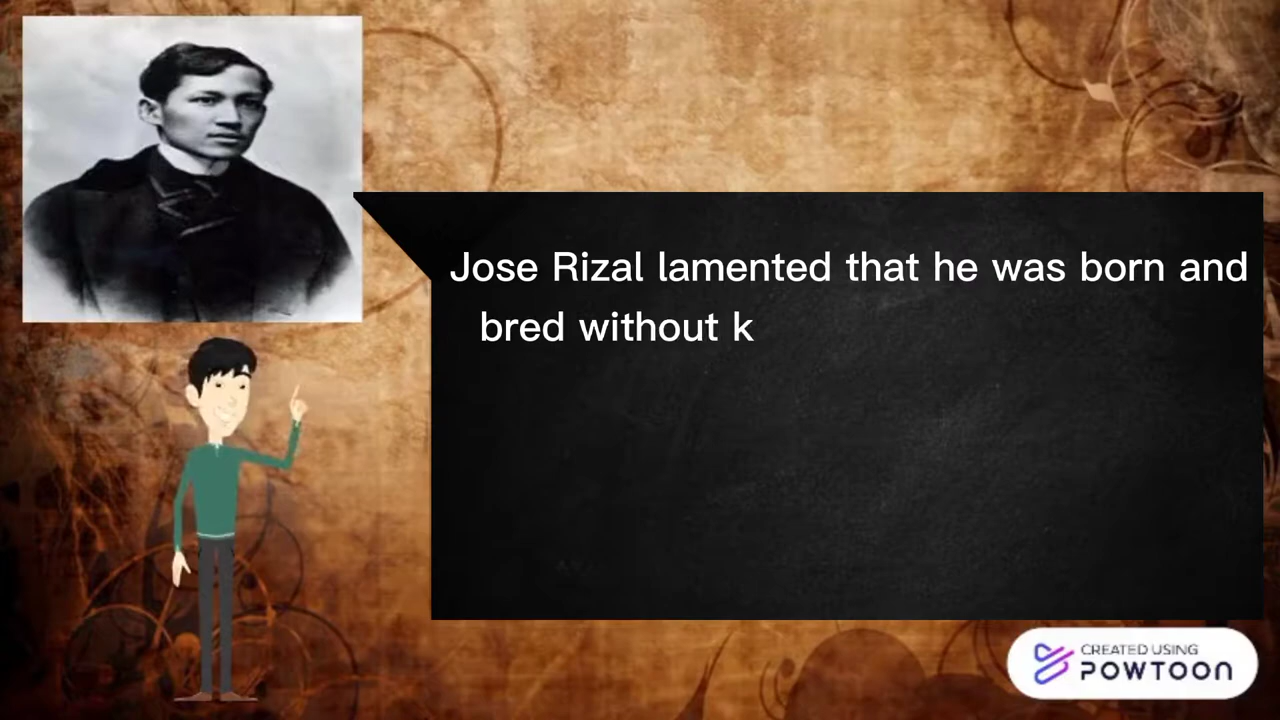 Jose Rizal lamented that he was born and
bred without k
CREATED USING
POWTOON